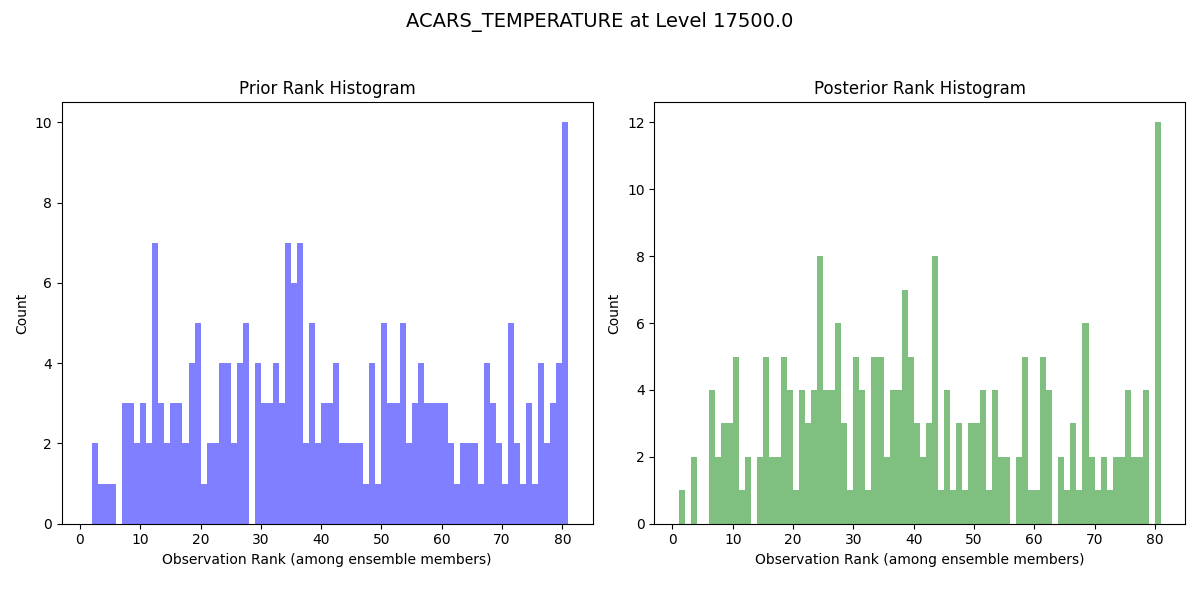 ACARS_TEMPERATURE at Level 17500.0
Prior Rank Histogram
Count
10
8
6
4
2
0
0 10 20 30 40 50 60 70 80
Observation Rank (among ensemble members)
Posterior Rank Histogram
Count
12
10
8
6
4
2
0
0 10 20 30 40 50 60 70 80
Observation Rank (among ensemble members)